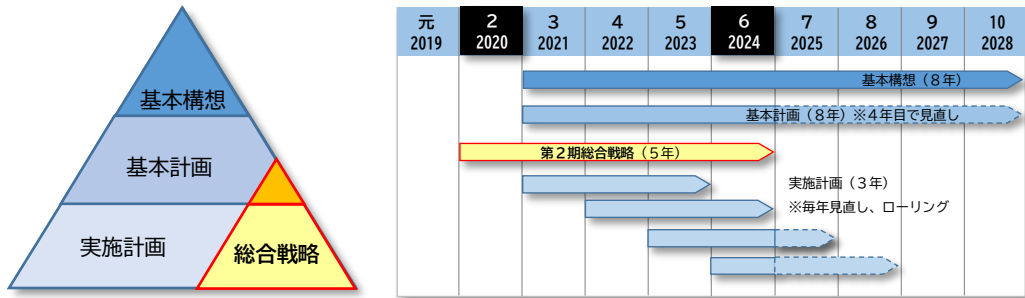 基本構想
基本計画
実施計画
総合戦略
元 2 3 4 5 6 7 8 9 10
2019 2020 2021 2022 2023 2024 2025 2026 2027 2028
基本構想（８年）
基本計画（８年）※４年目で見直し
第２期総合戦略（５年）
実施計画（３年）
※毎年見直し、ローリング